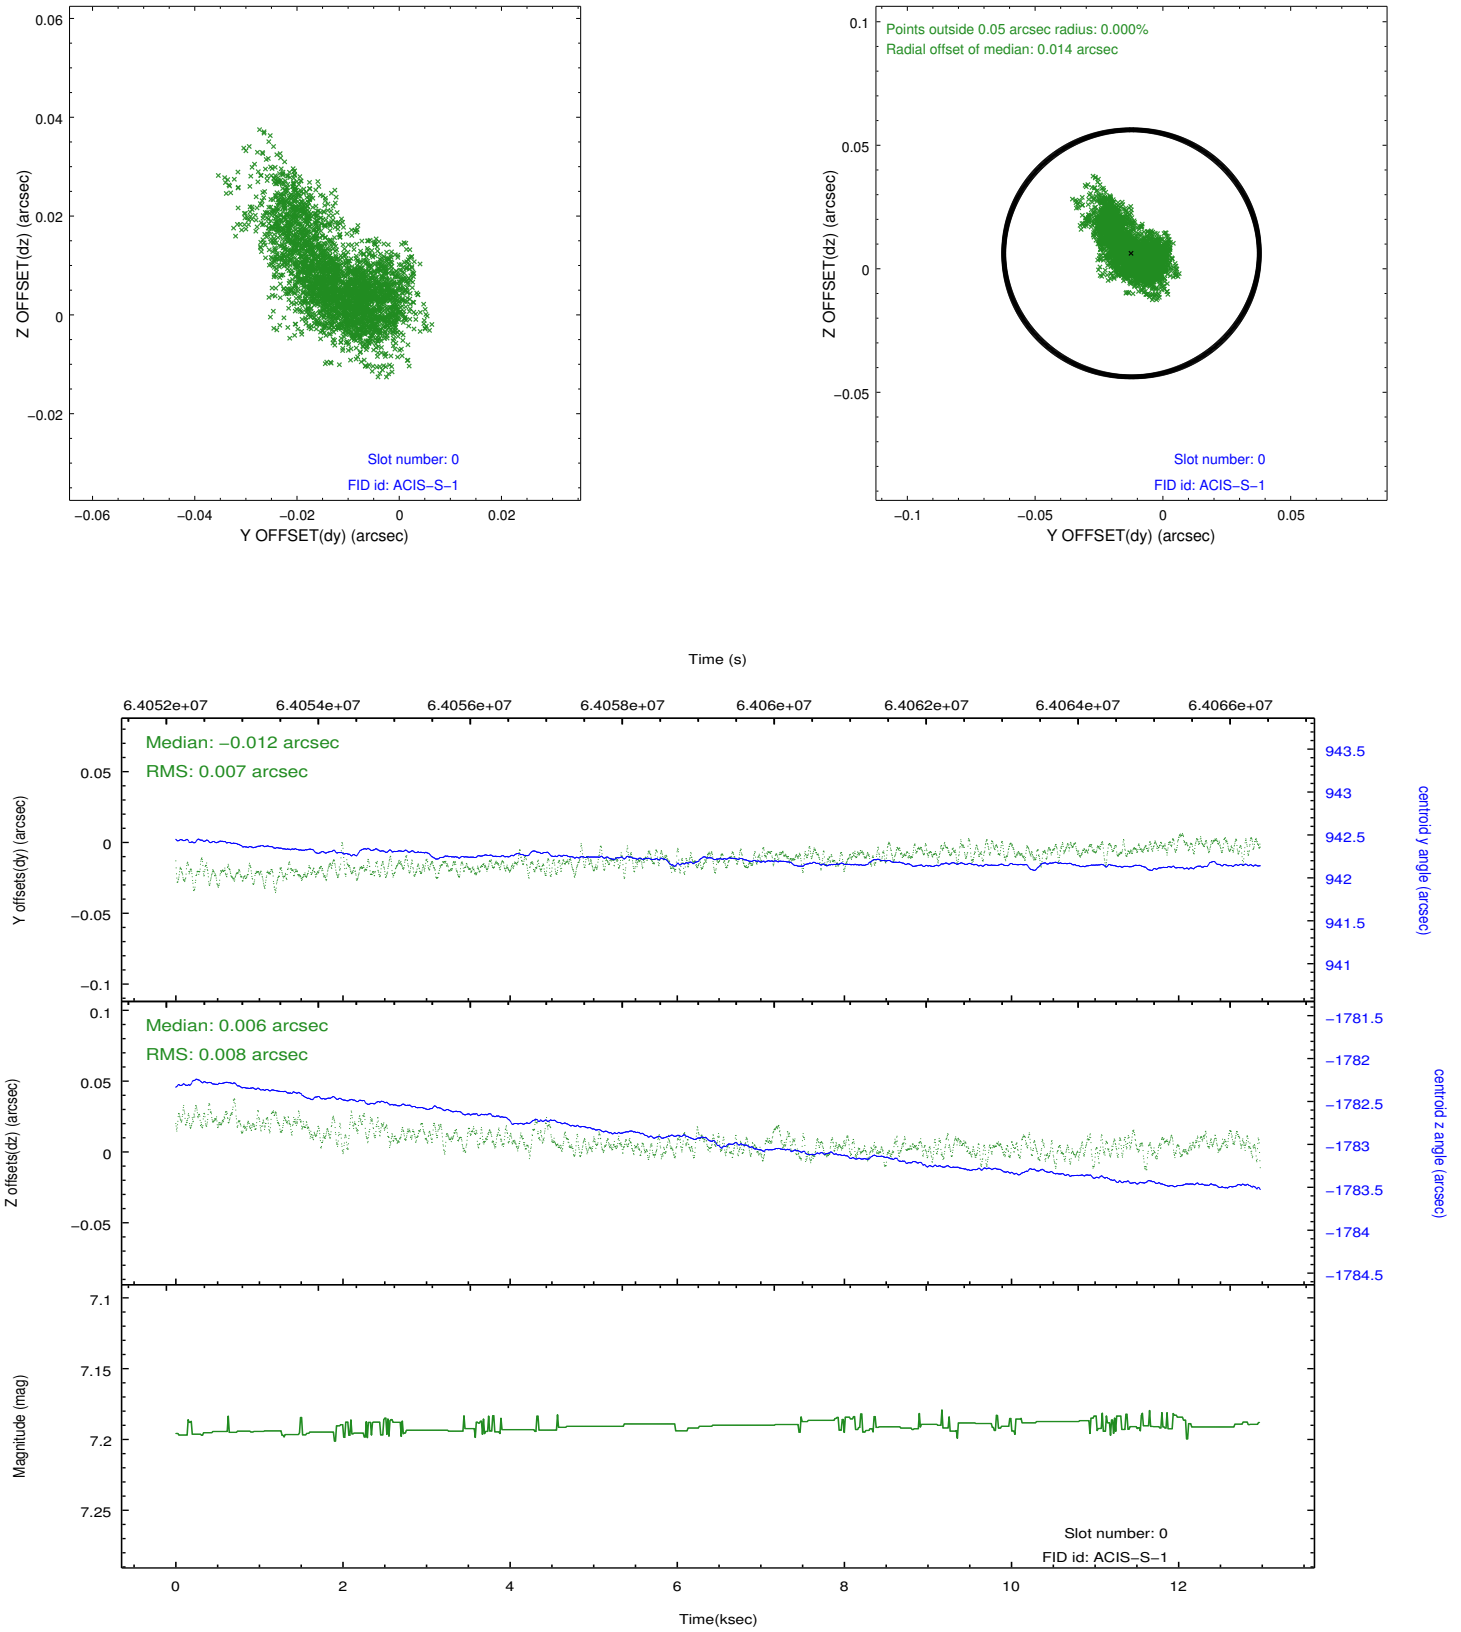 0.06
0.04
0.02
0
−0.02
Z OFFSET(dz) (arcsec)
Slot number: 0
FID id: ACIS−S−1
−0.06
−0.04
−0.02
0
0.02
Y OFFSET(dy) (arcsec)
Points outside 0.05 arcsec radius: 0.000%
Radial offset of median: 0.014 arcsec
0.1
0.05
0
−0.05
Z OFFSET(dz) (arcsec)
Slot number: 0
FID id: ACIS−S−1
−0.1
−0.05
0
0.05
Y OFFSET(dy) (arcsec)
Time (s)
6.4052e+07
6.4054e+07
6.4056e+07
6.4058e+07
6.406e+07
6.4062e+07
6.4064e+07
6.4066e+07
Median: −0.012 arcsec
RMS: 0.007 arcsec
0.05
0
−0.05
−0.1
Y offsets(dy) (arcsec)
943.5
943
942.5
942
941.5
941
centroid y angle (arcsec)
Median: 0.006 arcsec
RMS: 0.008 arcsec
0.1
0.05
0
−0.05
Z offsets(dz) (arcsec)
−1781.5
−1782
−1782.5
−1783
−1783.5
−1784
−1784.5
centroid z angle (arcsec)
7.1
7.15
7.2
7.25
Magnitude (mag)
Slot number: 0
FID id: ACIS−S−1
0
2
4
6
8
10
12
Time(ksec)